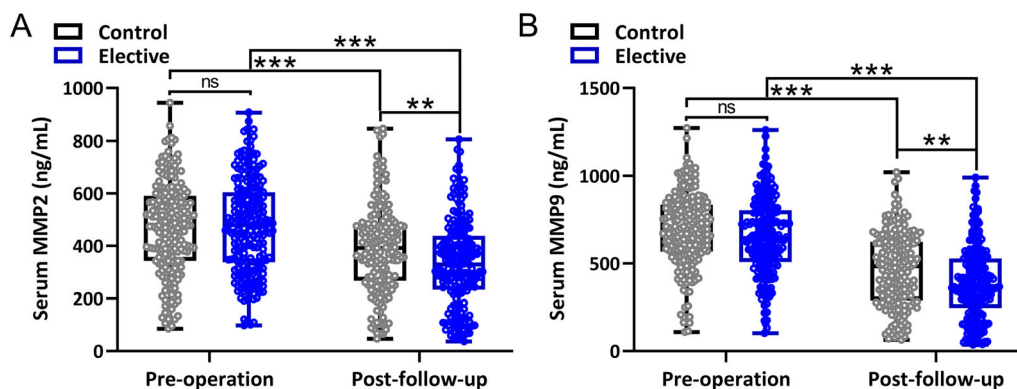 A
Control
Elective
***
***
ns
**
Serum MMP2 (ng/mL)
1000
800
600
400
200
0
Pre-operation
Post-follow-up
B
Control
Elective
***
***
ns
**
Serum MMP9 (ng/mL)
1500
1000
500
0
Pre-operation
Post-follow-up